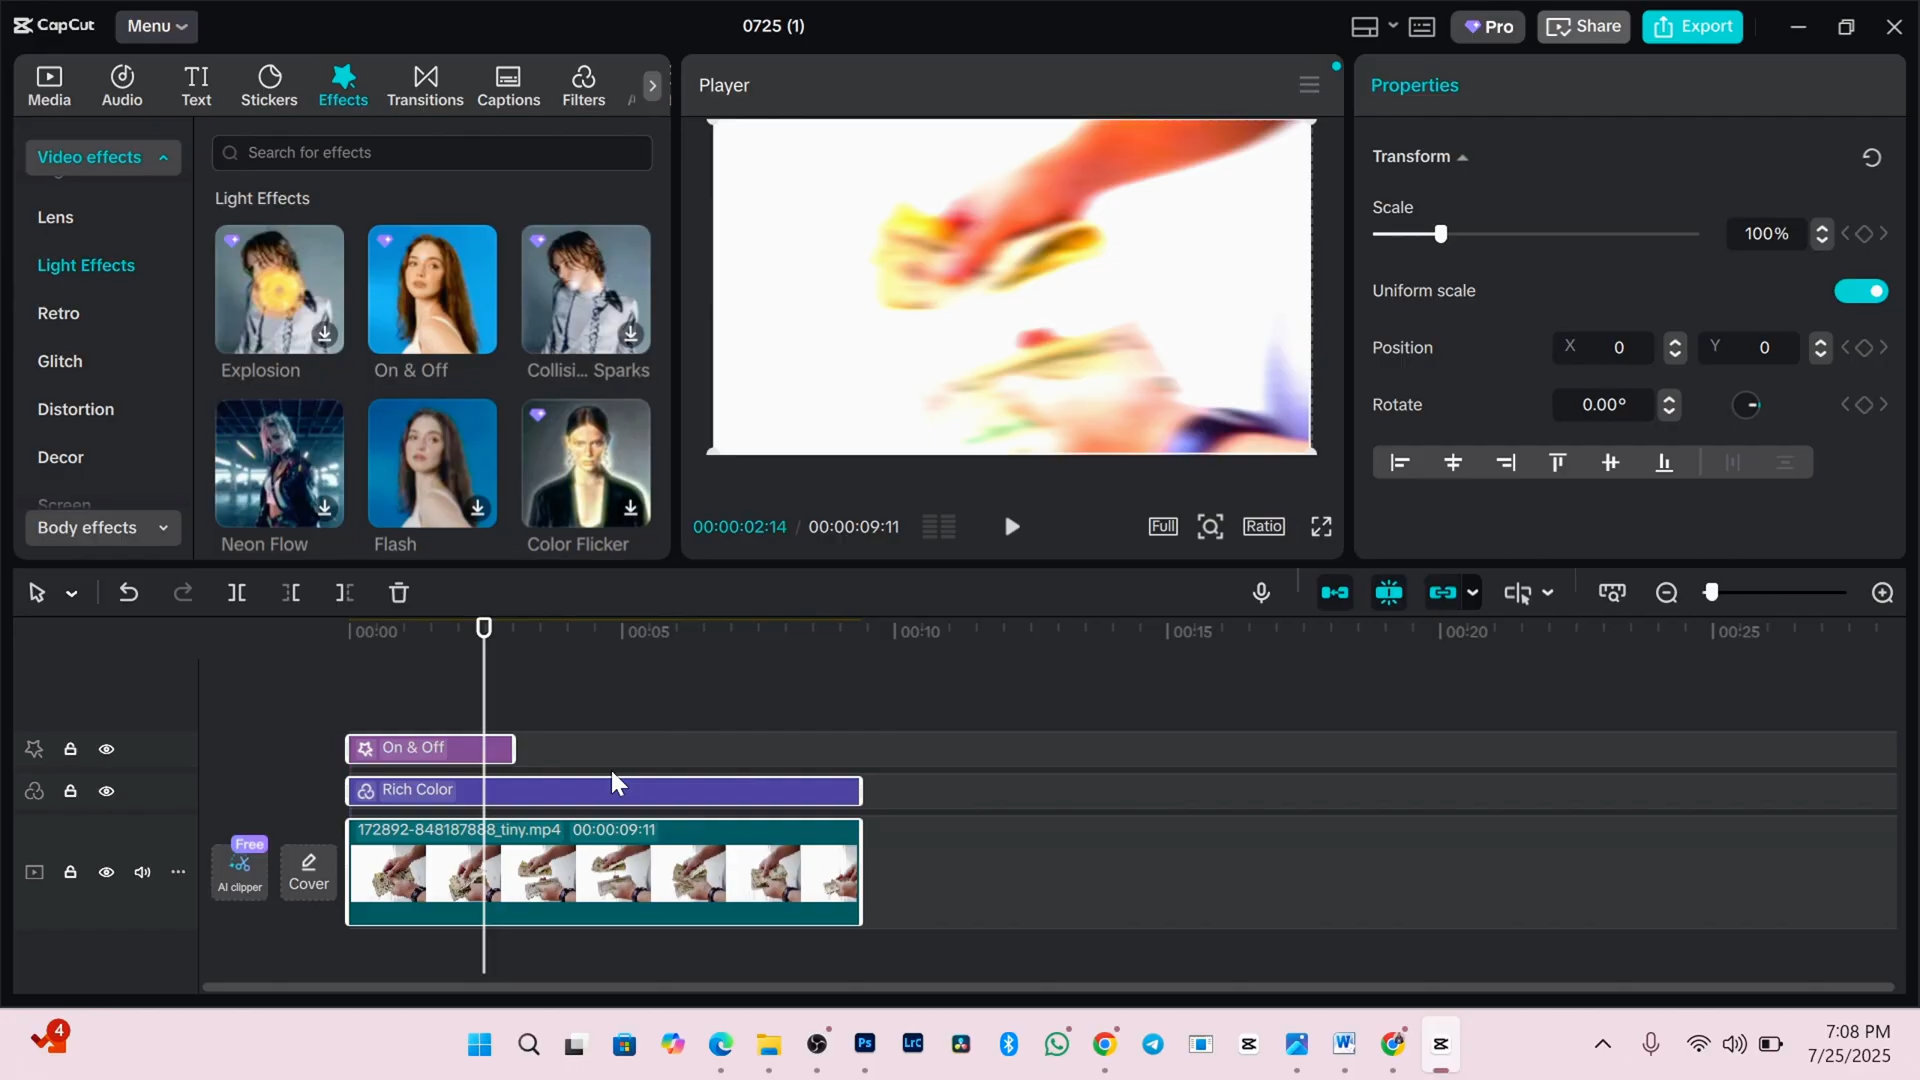 CapCut
Menu
0725 (1)
Pro
Share
Export
Media
Audio
Text
Stickers
Effects
Transitions
Captions
Filters
Player
Properties
Video effects
Lens
Light Effects
Retro
Glitch
Distortion
Decor
Screen
Body effects
Search for effects
Light Effects
Explosion
On & Off
Collisi... Sparks
Neon Flow
Flash
Color Flicker
00:00:02:14 / 00:00:09:11
Full
Ratio
Transform
Scale
100%
Uniform scale
Position
X 0
Y 0
Rotate
0.00°
00:00
00:05
00:10
00:15
00:20
00:25
On & Off
Rich Color
172892-848187888_tiny.mp4 00:00:09:11
Free
AI clipper
Cover
4
Ps
LrC
W
7:08 PM
7/25/2025